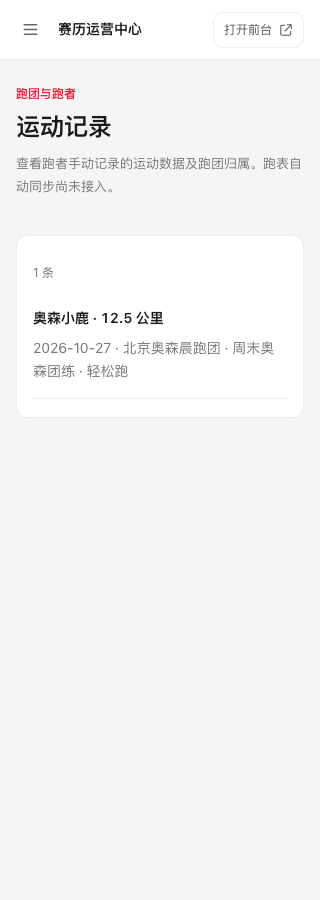 赛历运营中心
打开前台
跑团与跑者
运动记录
查看跑者手动记录的运动数据及跑团归属。跑表自
动同步尚未接入。
1 条
奥森小鹿 · 12.5 公里
2026-10-27 · 北京奥森晨跑团 · 周末奥
森团练 · 轻松跑